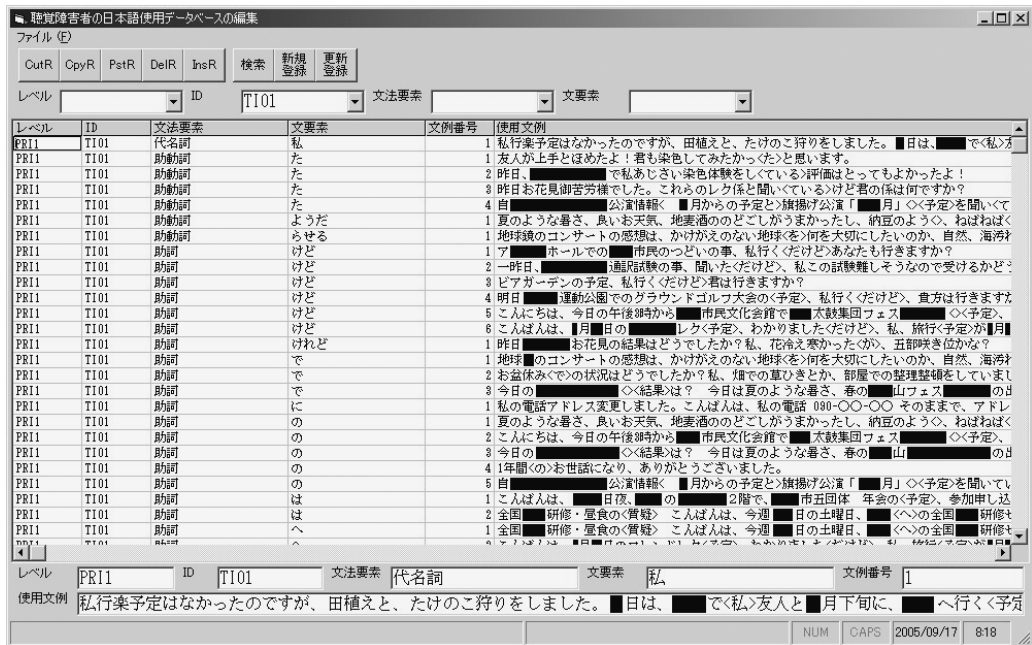 聴覚障害者の日本語使用データベースの編集
ファイル (F)
CutR CpyR PstR DelR InsR 検索 新規登録 更新登録
レベル ID TI01 文法要素 文要素
レベル ID 文法要素 文要素 文例番号 使用文例
PRI1 TI01 代名詞 私 1 私行楽予定はなかったのですが、田植えと、たけのこ狩りをしました。 日は、 で<私>友
PRI1 TI01 助動詞 た 1 友人が上手とほめたよ！君も染色してみたかっ<た>と思います。
PRI1 TI01 助動詞 た 2 昨日、 で私あじさい染色体験をし<ている>評価はとってもよかったよ！
PRI1 TI01 助動詞 た 3 昨日お花見御苦労様でした。これらのレク係と聞い<ている>けど君の係は何ですか？
PRI1 TI01 助動詞 た 4 自 公演情報< 月からの予定と>旗揚げ公演「 月」<><予定>を聞いて
PRI1 TI01 助動詞 ようだ 1 夏のような暑さ、良いお天気、地麦酒ののどごしがうまかったし、納豆のよう<>、ねばねば<
PRI1 TI01 助動詞 らせる 1 地球鏡のコンサートの感想は、かけがえのない地球<を>何を大切にしたいのか、自然、海汚
PRI1 TI01 助詞 けど 1 ア ホールでの 市民のつどいの事、私行く<だけど>あなたも行きますか？
PRI1 TI01 助詞 けど 2 一昨日、 通訳試験の事、聞いた<だけど>、私この試験難しそうなので受けるかどう
PRI1 TI01 助詞 けど 3 ビアガーデンの予定、私行く<だけど>君は行きますか？
PRI1 TI01 助詞 けど 4 明日 運動公園でのグラウンドゴルフ大会の<予定>、私行く<だけど>、貴方は行きますか
PRI1 TI01 助詞 けど 5 こんにちは、今日の午後3時から 市民文化会館で 太鼓集団フェス <><予定>、
PRI1 TI01 助詞 けど 6 こんばんは、 月 日の レク<予定>、わかりました<だけど>、私、旅行<予定>が 月
PRI1 TI01 助詞 けれど 1 昨日 お花見の結果はどうでしたか？私、花冷え寒かった<が>、五部咲き位かな？
PRI1 TI01 助詞 で 1 地球 のコンサートの感想は、かけがえのない地球<を>何を大切にしたいのか、自然、海汚
PRI1 TI01 助詞 で 2 お盆休み<で>の状況はどうでしたか？私、畑での草ひきとか、部屋での整理整頓をしていまし
PRI1 TI01 助詞 で 3 今日の <><結果>は？ 今日は夏のような暑さ、春の 山フェス の出
PRI1 TI01 助詞 に 1 私の電話アドレス変更しました。こんばんは、私の電話 090-〇〇-〇〇 そのままで、アドレ
PRI1 TI01 助詞 の 1 夏のような暑さ、良いお天気、地麦酒ののどごしがうまかったし、納豆のよう<>、ねばねば<
PRI1 TI01 助詞 の 2 こんにちは、今日の午後3時から 市民文化会館で 太鼓集団フェス <><予定>、
PRI1 TI01 助詞 の 3 今日の <><結果>は？ 今日は夏のような暑さ、春の 山 の出
PRI1 TI01 助詞 の 4 1年間<の>お世話になり、ありがとうございました。
PRI1 TI01 助詞 の 5 自 公演情報< 月からの予定と>旗揚げ公演「 月」<><予定>を聞いてい
PRI1 TI01 助詞 は 1 こんばんは、 日夜、 の 2階で、 市五団体 年会の<予定>、参加申し込
PRI1 TI01 助詞 は 2 全国 研修・昼食の<質疑> こんばんは、今週 日の土曜日、 <へ>の全国 研修
PRI1 TI01 助詞 へ 1 全国 研修・昼食の<質疑> こんばんは、今週 日の土曜日、 <へ>の全国 研修
レベル PRI1 ID TI01 文法要素 代名詞 文要素 私 文例番号 1
使用文例 私行楽予定はなかったのですが、田植えと、たけのこ狩りをしました。 日は、 で<私>友人と 月下旬に、 へ行く<予定
NUM CAPS 2005/09/17 8:18